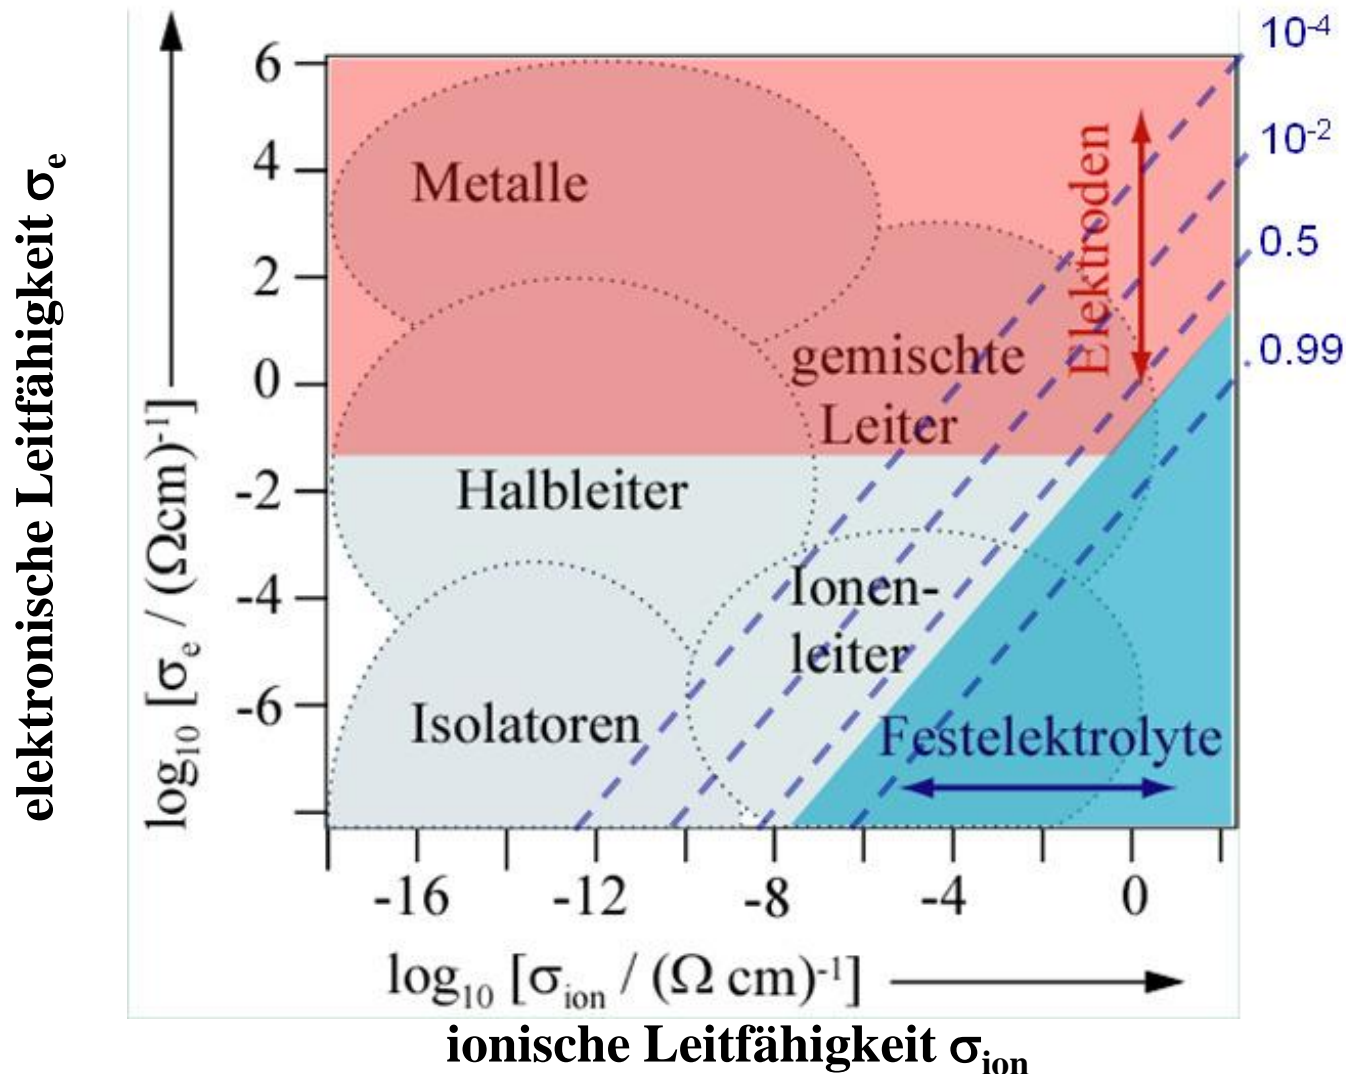 10⁻⁴
6
10⁻²
4
Metalle
Elektroden
0.5
2
gemischte
0.99
0
Leiter
-2
Halbleiter
-4
Ionen-
leiter
-6
Isolatoren
Festelektrolyte
elektronische Leitfähigkeit σₑ
log₁₀ [σₑ / (Ωcm)⁻¹]
-16 -12 -8 -4 0
log₁₀ [σᵢₒₙ / (Ω cm)⁻¹]
ionische Leitfähigkeit σᵢₒₙ